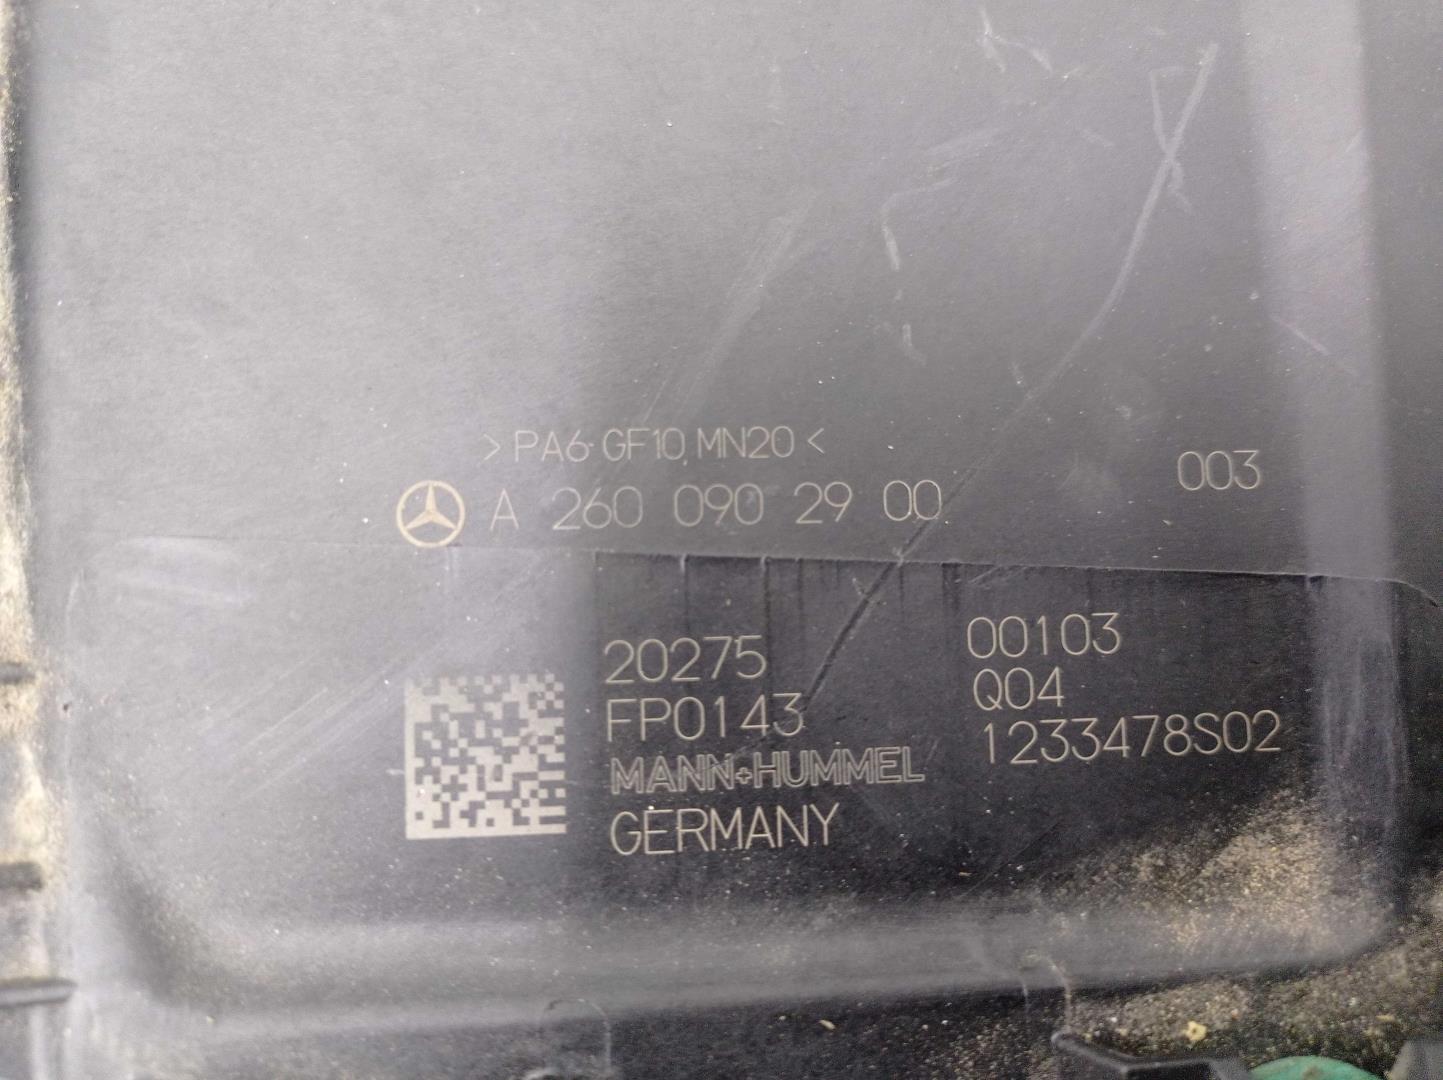 >PA6-GF10,MN20<
A 260 090 29 00
003
20275
FP0143
MANN+HUMMEL
GERMANY
00103
Q04
1233478S02